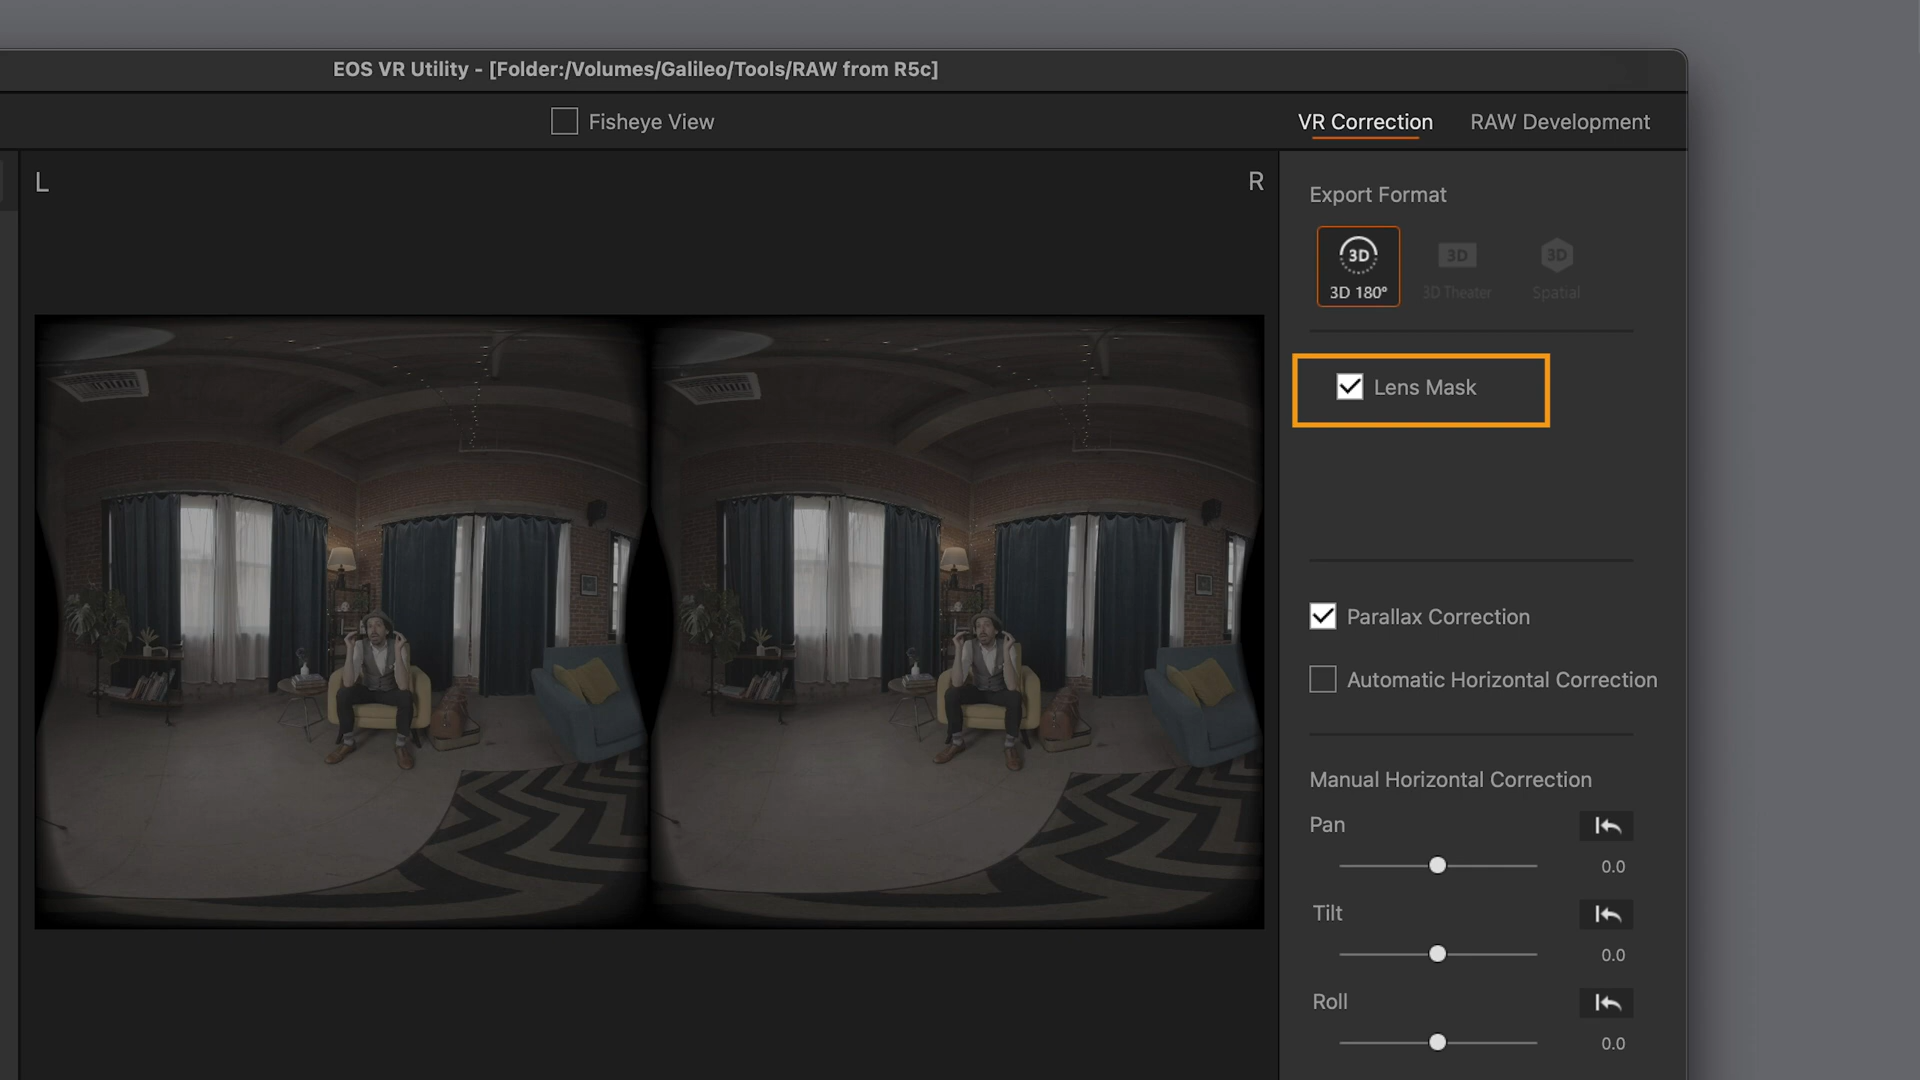 EOS VR Utility - [Folder:/Volumes/Galileo/Tools/RAW from R5c]
Fisheye View
VR Correction
RAW Development
L
R
Export Format
3D
3D
3D
3D 180°
3D Theater
Spatial
Lens Mask
Parallax Correction
Automatic Horizontal Correction
Manual Horizontal Correction
Pan
0.0
Tilt
0.0
Roll
0.0